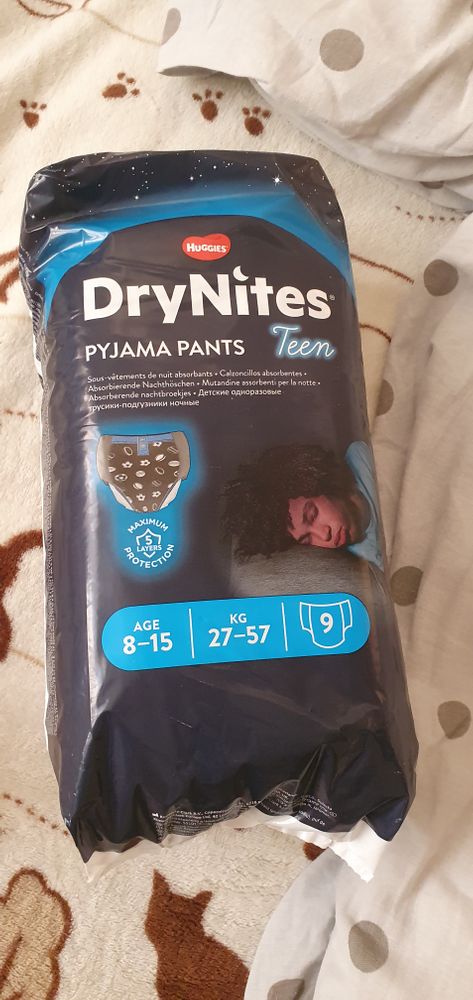 HUGGIES
DryNites®
PYJAMA PANTS Teen
Sous-vêtements de nuit absorbants • Calzoncillos absorbentes •
Absorbierende Nachthöschen • Mutandine assorbenti per la notte •
Absorberende nachtbroekjes • Детские одноразовые
трусики-подгузники ночные
MAXIMUM
5
LAYERS
PROTECTION
AGE
8–15
KG
27–57
9